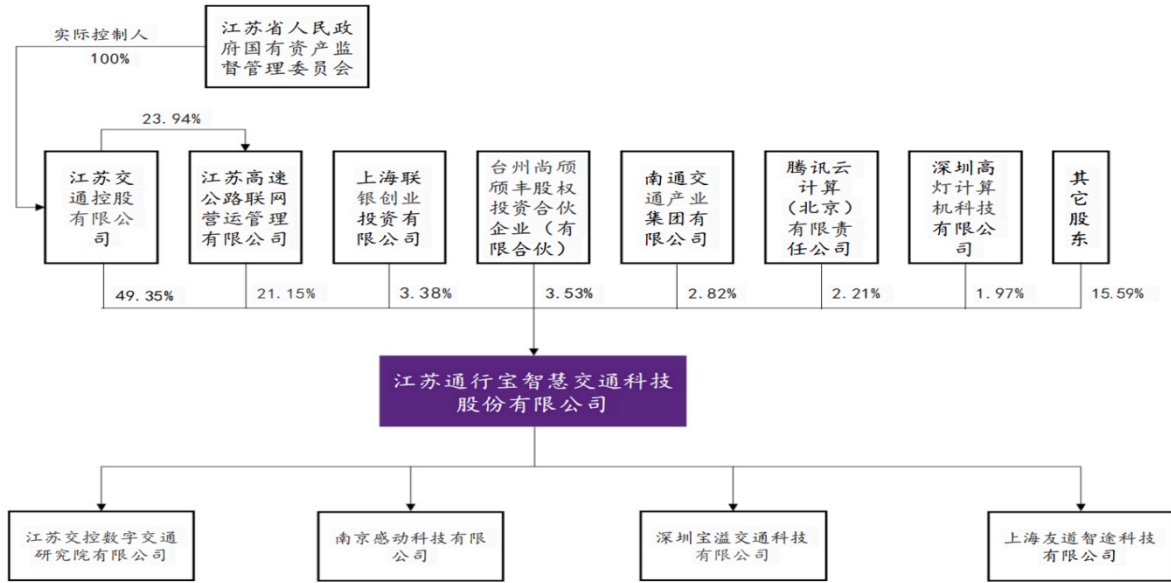 实际控制人
100%
江苏省人民政
府国有资产监
督管理委员会
23.94%
江苏交
通控股
有限公
司
江苏高速
公路联网
营运管理
有限公司
上海联
银创业
投资有
限公司
台州尚颀
颀丰股权
投资合伙
企业（有
限合伙）
南通交
通产业
集团有
限公司
腾讯云
计算
（北京）
有限责
任公司
深圳高
灯计算
机科技
有限公
司
其它股
东
49.35%
21.15%
3.38%
3.53%
2.82%
2.21%
1.97%
15.59%
江苏通行宝智慧交通科技
股份有限公司
江苏交控数字交通
研究院有限公司
南京感动科技有限
公司
深圳宝溢交通科技
有限公司
上海友道智途科技
有限公司